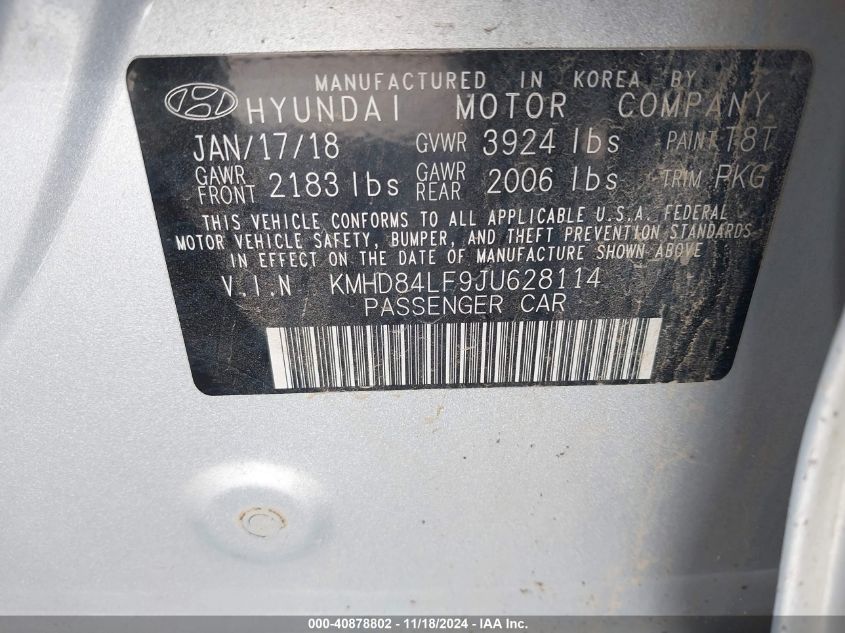 MANUFACTURED IN KOREA BY
HYUNDAI MOTOR COMPANY
JAN/17/18 GVWR 3924 lbs PAINT T8T
GAWR FRONT 2183 lbs GAWR REAR 2006 lbs TRIM PKG
THIS VEHICLE CONFORMS TO ALL APPLICABLE U.S.A. FEDERAL
MOTOR VEHICLE SAFETY, BUMPER, AND THEFT PREVENTION STANDARDS
IN EFFECT ON THE DATE OF MANUFACTURE SHOWN ABOVE
V.I.N KMHD84LF9JU628114
PASSENGER CAR
000-40878802 - 11/18/2024 - IAA Inc.